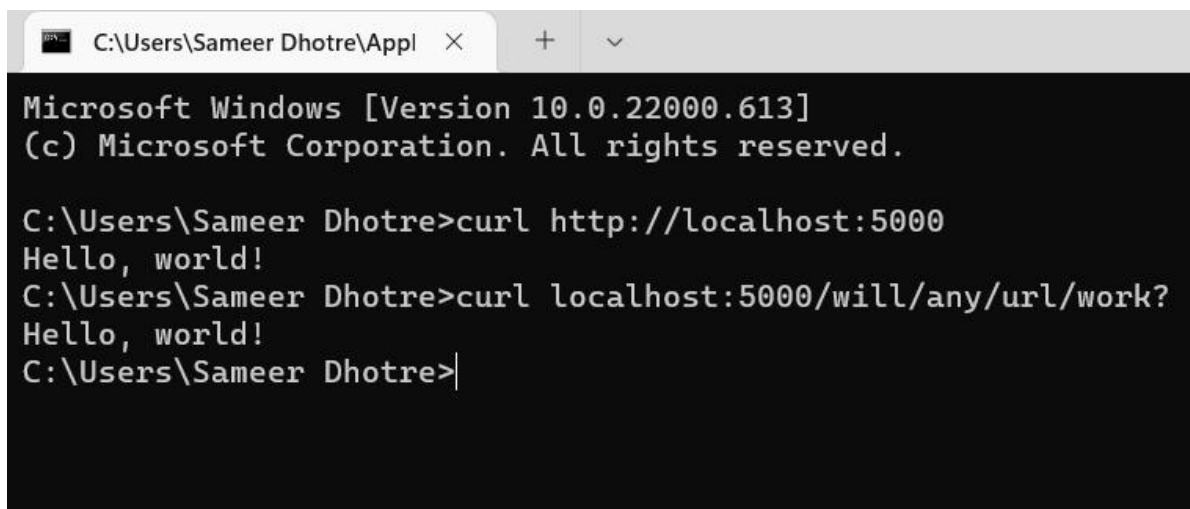 C:\Users\Sameer Dhotre\Appl
Microsoft Windows [Version 10.0.22000.613]
(c) Microsoft Corporation. All rights reserved.
C:\Users\Sameer Dhotre>curl http://localhost:5000
Hello, world!
C:\Users\Sameer Dhotre>curl localhost:5000/will/any/url/work?
Hello, world!
C:\Users\Sameer Dhotre>